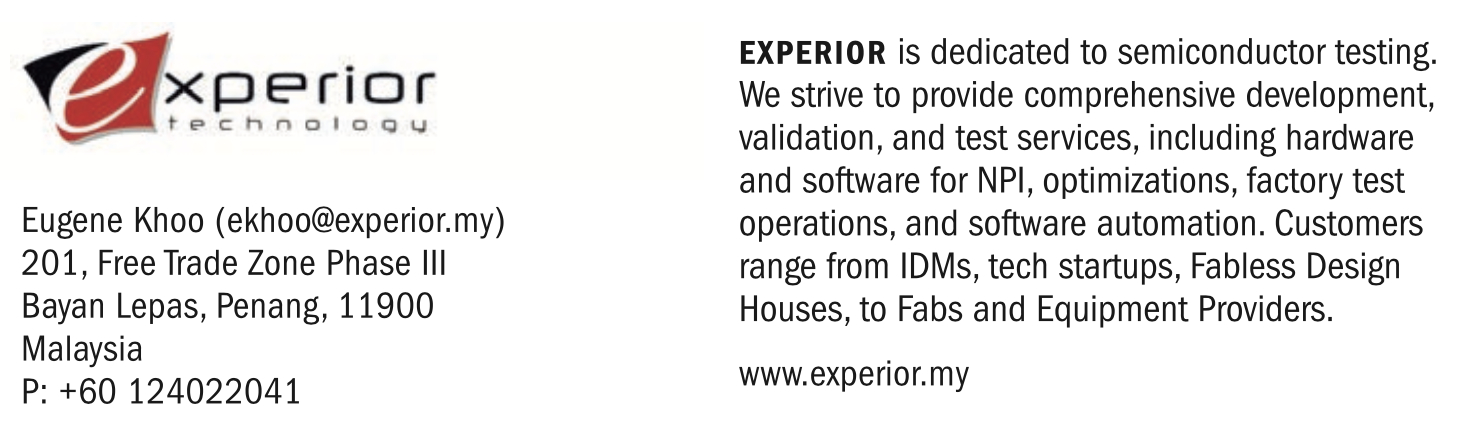 experior
technology
Eugene Khoo (ekhoo@experior.my)
201, Free Trade Zone Phase III
Bayan Lepas, Penang, 11900
Malaysia
P: +60 124022041
EXPERIOR is dedicated to semiconductor testing.
We strive to provide comprehensive development,
validation, and test services, including hardware
and software for NPI, optimizations, factory test
operations, and software automation. Customers
range from IDMs, tech startups, Fabless Design
Houses, to Fabs and Equipment Providers.
www.experior.my